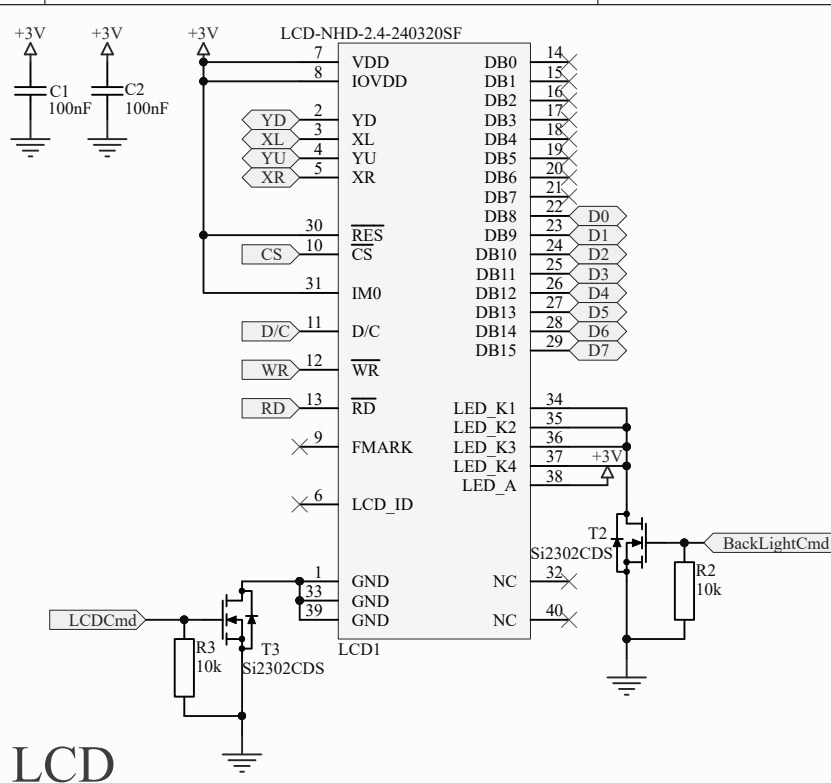 +3V +3V +3V
LCD-NHD-2.4-240320SF
C1
100nF
C2
100nF
7 VDD DB0 14
8 IOVDD DB1 15
DB2 16
YD 2 YD DB3 17
XL 3 XL DB4 18
YU 4 YU DB5 19
XR 5 XR DB6 20
DB7 21
DB8 22 D0
30 RES DB9 23 D1
CS 10 CS DB10 24 D2
DB11 25 D3
31 IM0 DB12 26 D4
DB13 27 D5
D/C 11 D/C DB14 28 D6
DB15 29 D7
WR 12 WR
RD 13 RD LED_K1 34
LED_K2 35
9 FMARK LED_K3 36
LED_K4 37 +3V
LED_A 38
6 LCD_ID
T2
Si2302CDS
BackLightCmd
R2
10k
1 GND NC 32
33 GND
39 GND NC 40
LCDCmd
R3
10k
T3
Si2302CDS
LCD1
LCD